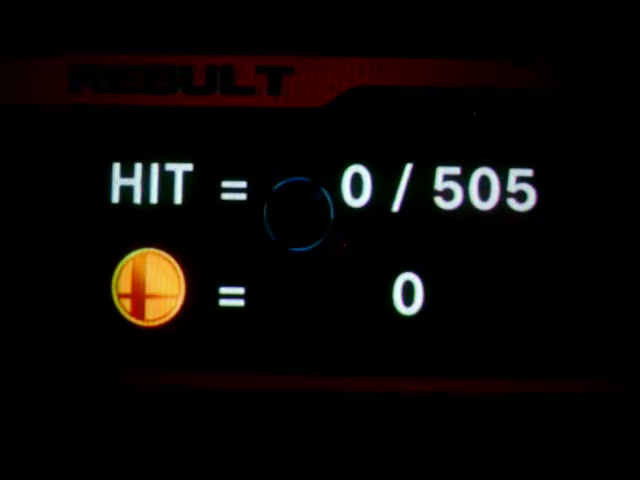 RESULT
HIT = 0 / 505
= 0